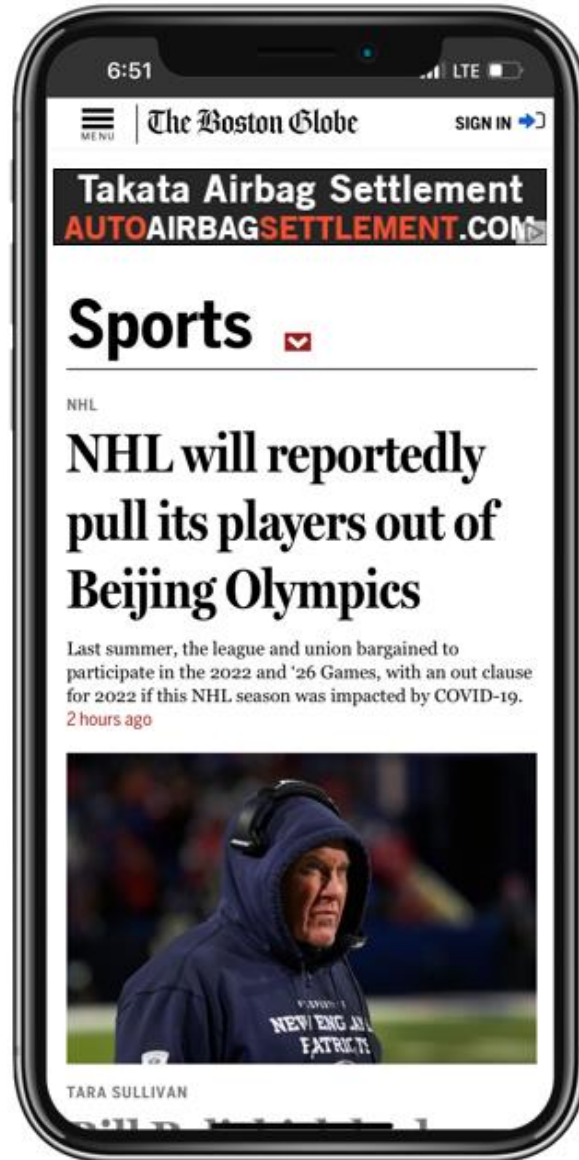 6:51
LTE
MENU
The Boston Globe
SIGN IN
Takata Airbag Settlement
AUTOAIRBAGSETTLEMENT.COM
Sports
NHL
NHL will reportedly
pull its players out of
Beijing Olympics
Last summer, the league and union bargained to
participate in the 2022 and ‘26 Games, with an out clause
for 2022 if this NHL season was impacted by COVID-19.
2 hours ago
NEW ENGLAND
PATRIOTS
TARA SULLIVAN
Bill